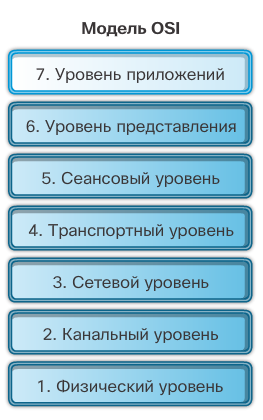 Модель OSI
7. Уровень приложений
6. Уровень представления
5. Сеансовый уровень
4. Транспортный уровень
3. Сетевой уровень
2. Канальный уровень
1. Физический уровень